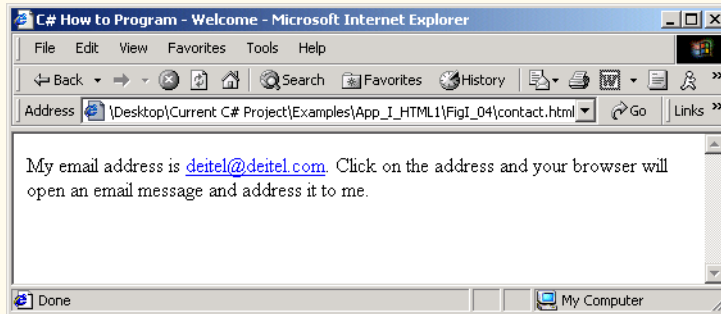 C# How to Program - Welcome - Microsoft Internet Explorer
File Edit View Favorites Tools Help
Back Search Favorites History »
Address \Desktop\Current C# Project\Examples\App_I_HTML1\FigI_04\contact.html Go Links »
My email address is deitel@deitel.com. Click on the address and your browser will
open an email message and address it to me.
Done My Computer